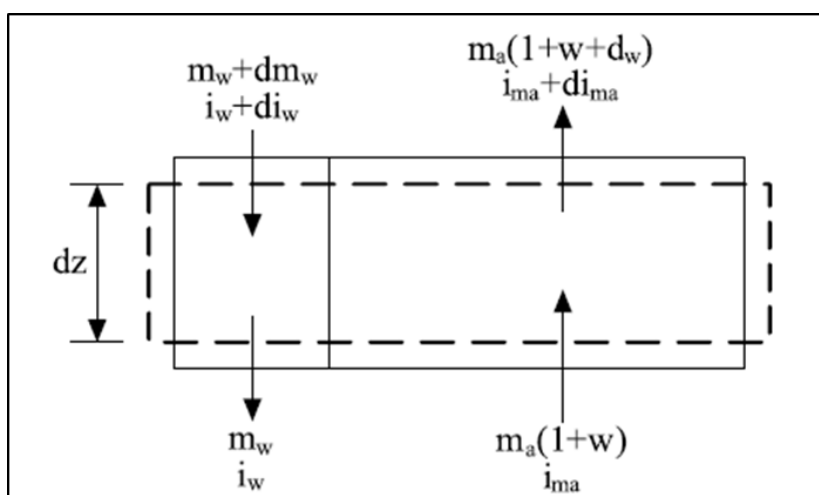 m_w+dm_w
i_w+di_w
m_a(1+w+d_w)
i_ma+di_ma
dz
m_w
i_w
m_a(1+w)
i_ma